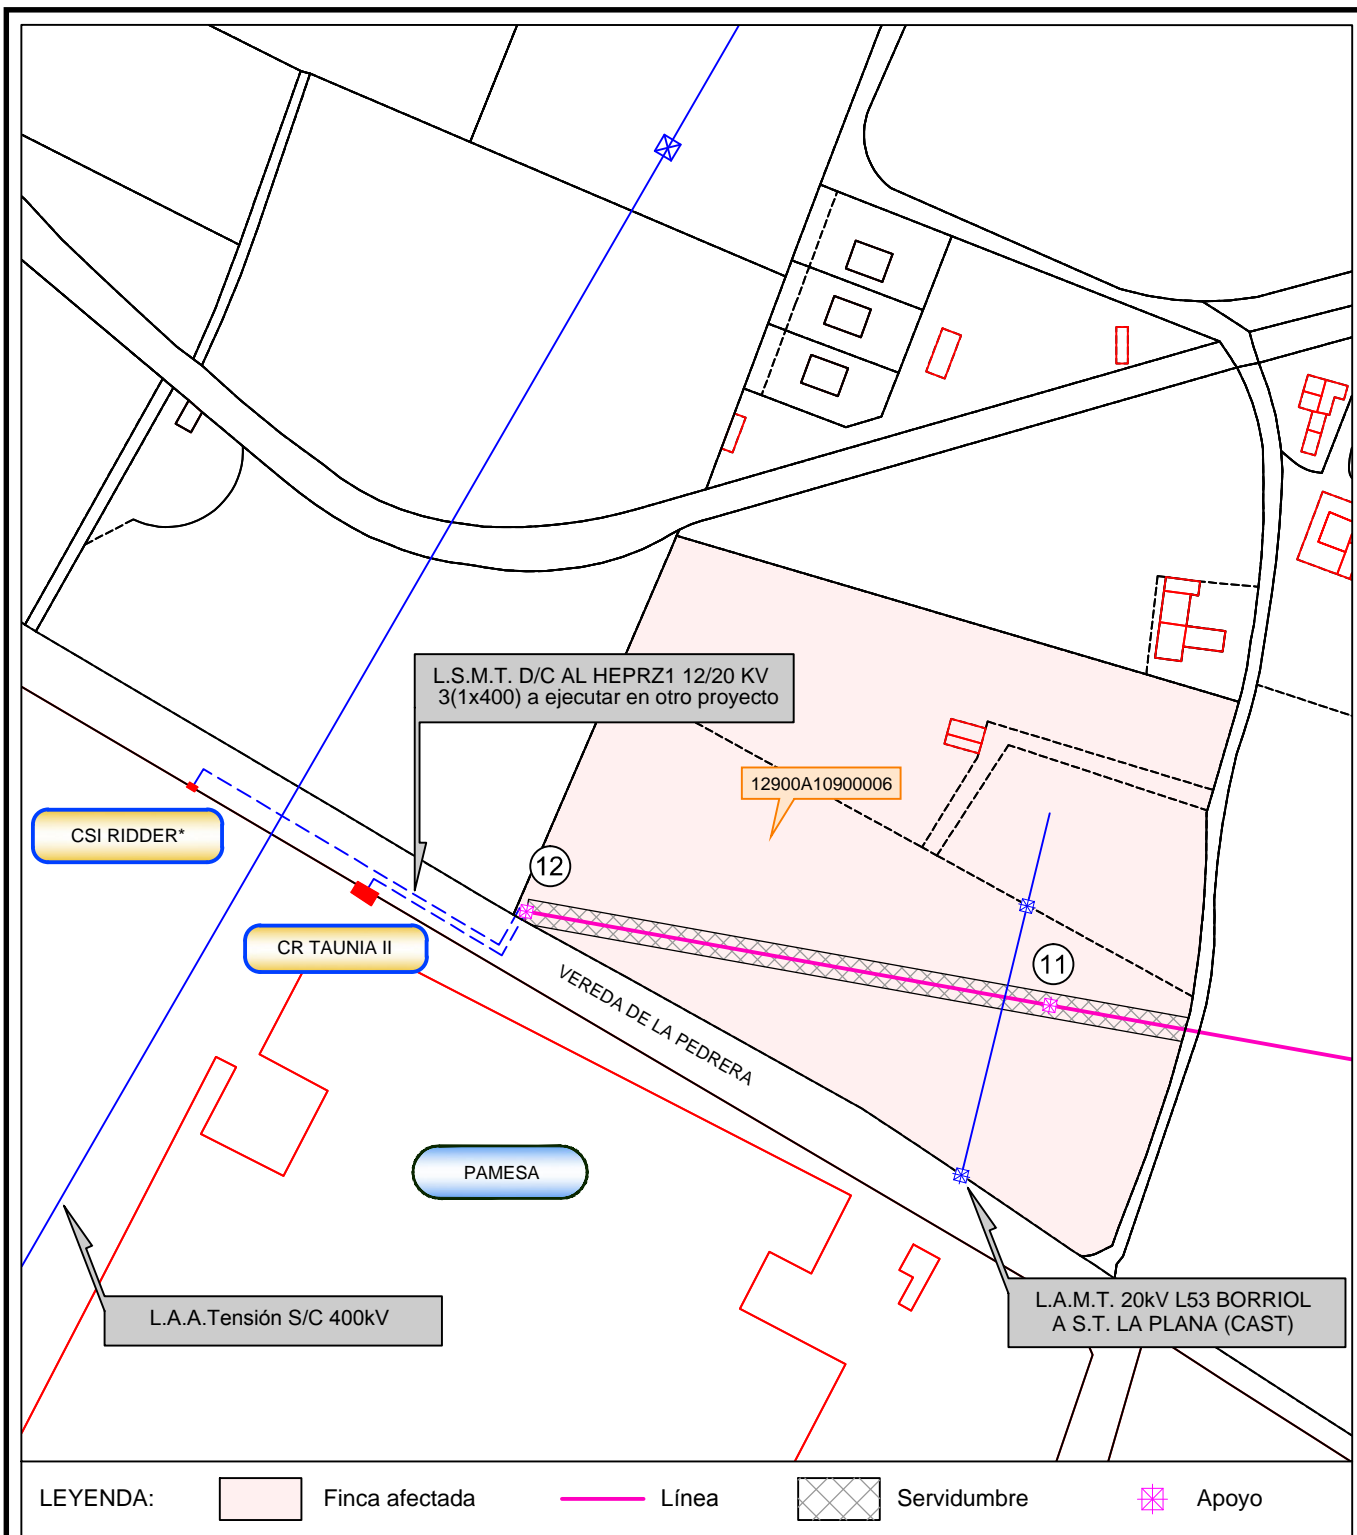 L.S.M.T. D/C AL HEPRZ1 12/20 KV
3(1x400) a ejecutar en otro proyecto
12900A10900006
CSI RIDDER*
12
CR TAUNIA II
11
VEREDA DE LA PEDRERA
PAMESA
L.A.A.Tensión S/C 400kV
L.A.M.T. 20kV L53 BORRIOL
A S.T. LA PLANA (CAST)
LEYENDA: Finca afectada Línea Servidumbre Apoyo